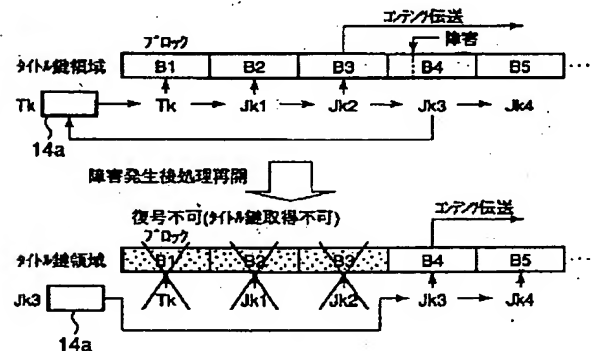 コンテンツ伝送
ブロック 障害
タイトル鍵領域 B1 B2 B3 B4 B5 …
Tk Tk Jk1 Jk2 Jk3 Jk4
14a
障害発生後処理再開
復号不可(タイトル鍵取得不可)
ブロック コンテンツ伝送
タイトル鍵領域 B1 B2 B3 B4 B5 …
Jk3 Tk Jk1 Jk2 Jk3 Jk4
14a